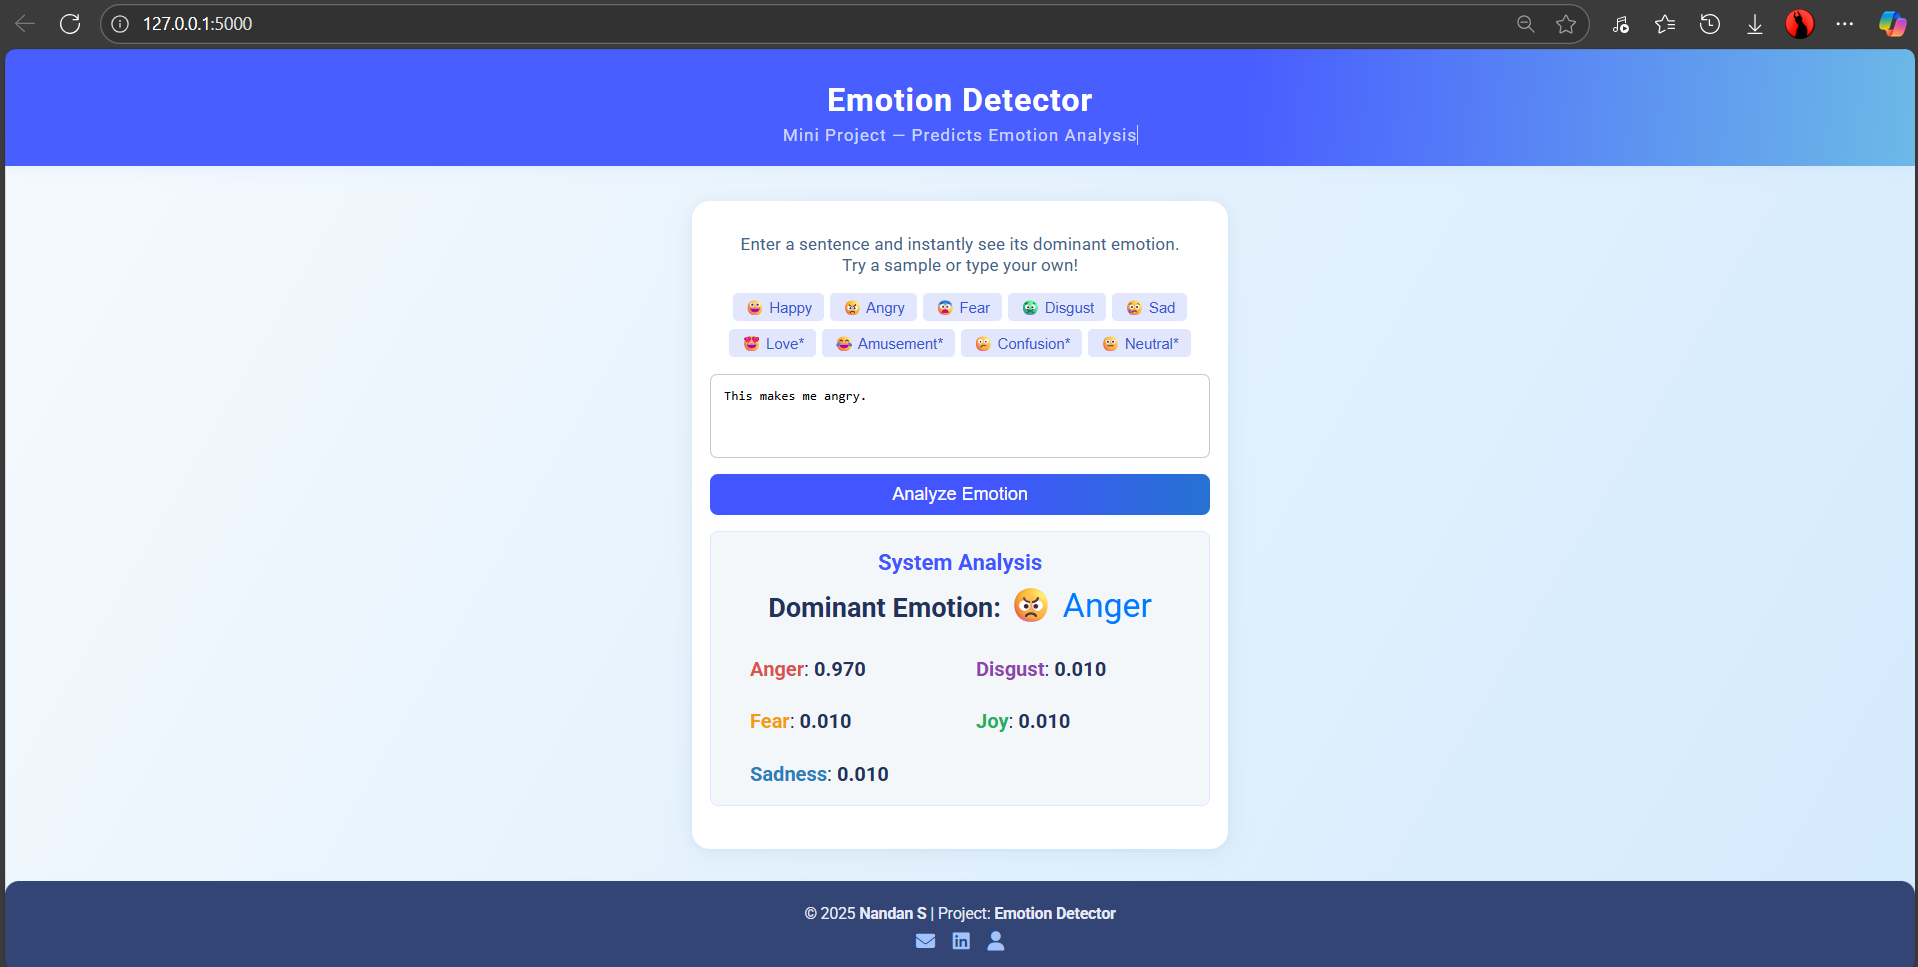 127.0.0.1:5000
Emotion Detector
Mini Project — Predicts Emotion Analysis
Enter a sentence and instantly see its dominant emotion.
Try a sample or type your own!
😀 Happy 😡 Angry 😨 Fear 🤢 Disgust 😢 Sad
😍 Love* 😂 Amusement* 😕 Confusion* 😐 Neutral*
This makes me angry.
Analyze Emotion
System Analysis
Dominant Emotion: 😡 Anger
Anger: 0.970 Disgust: 0.010
Fear: 0.010 Joy: 0.010
Sadness: 0.010
© 2025 Nandan S | Project: Emotion Detector
in